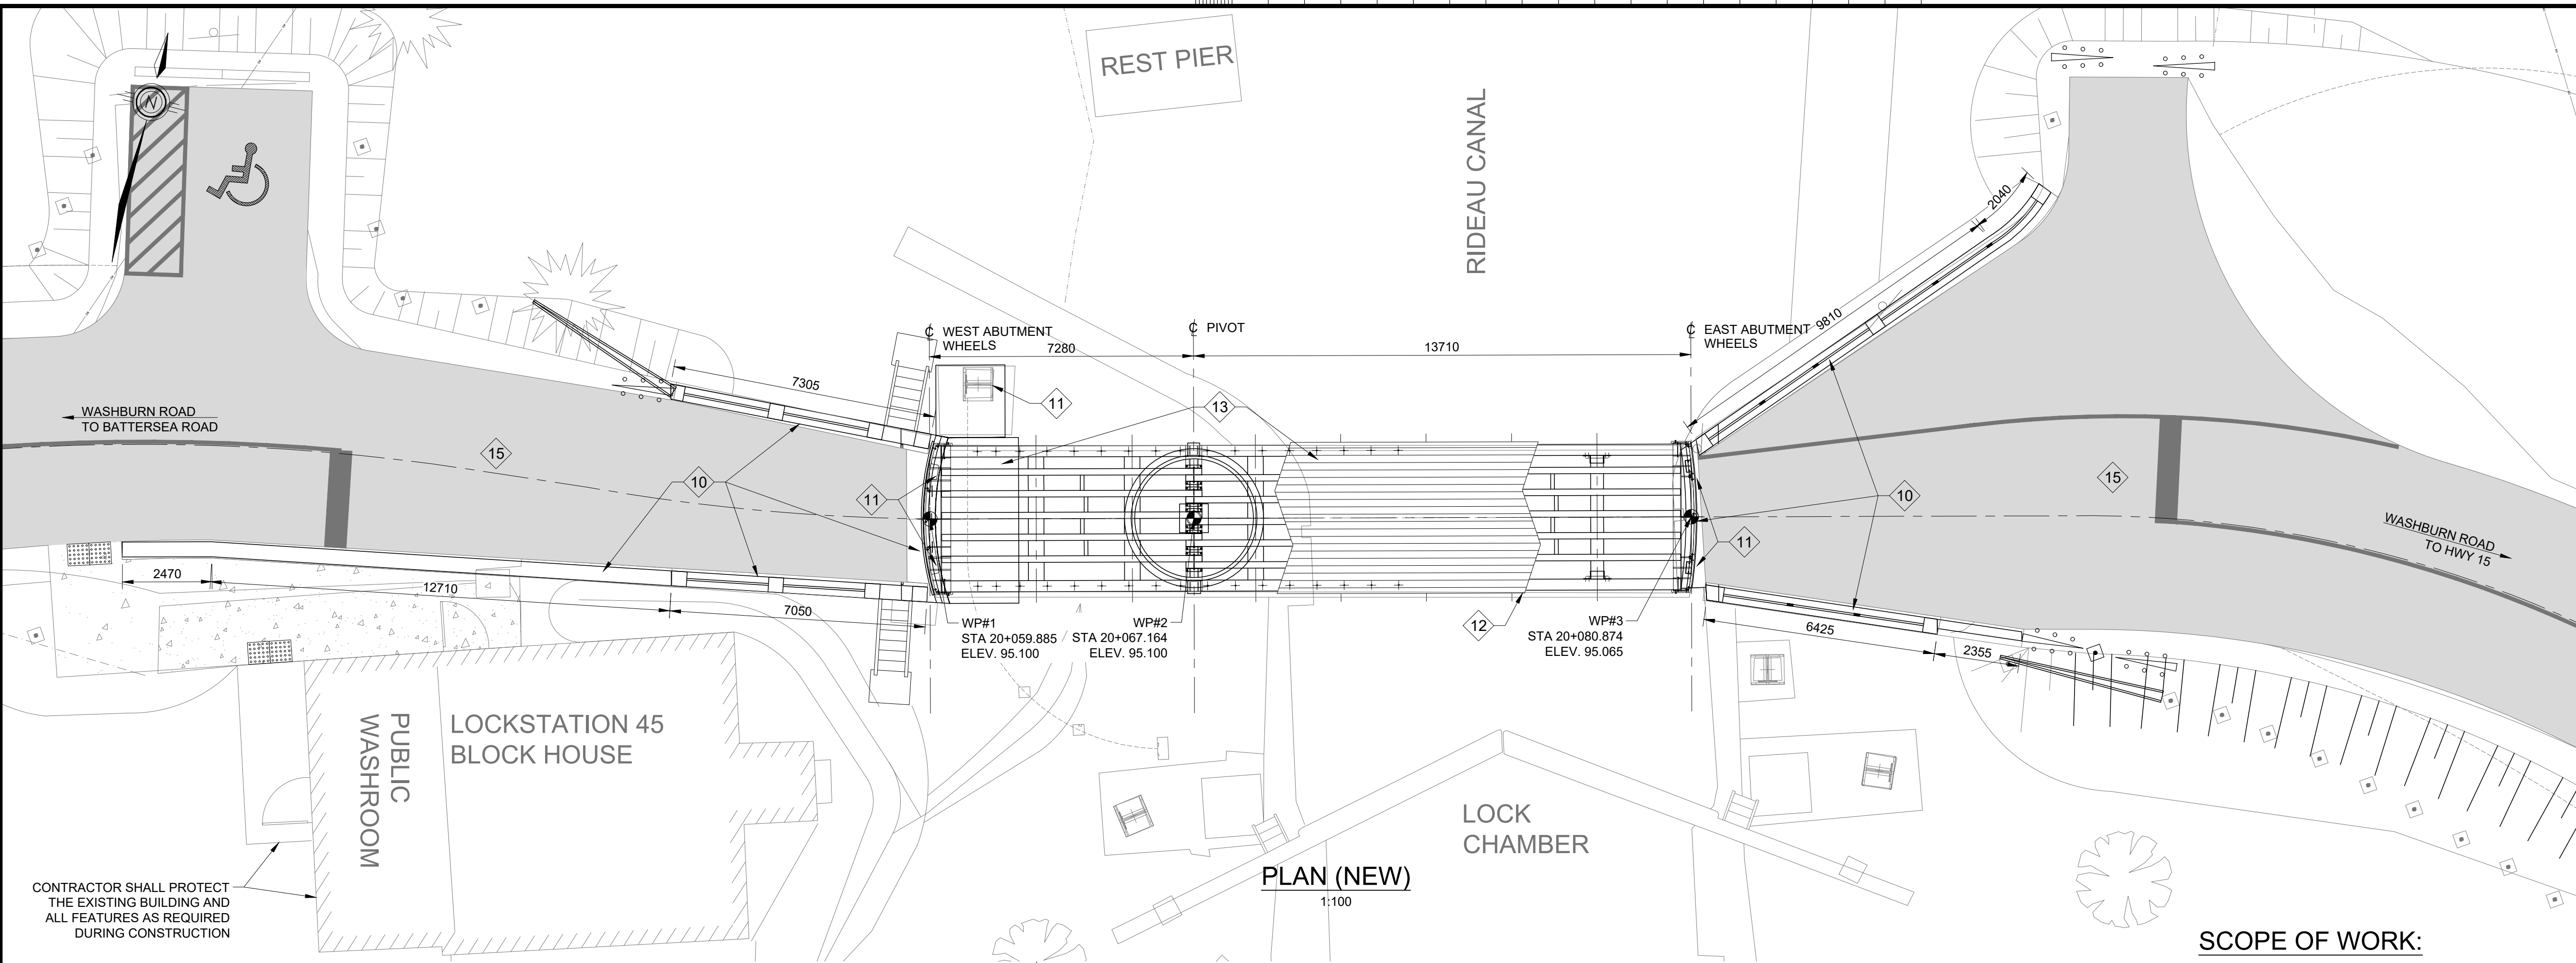 REST PIER
RIDEAU CANAL
N
2040
9810
℄ WEST ABUTMENT
WHEELS
℄ PIVOT
℄ EAST ABUTMENT
WHEELS
7280
13710
7305
11
13
WASHBURN ROAD
TO BATTERSEA ROAD
15
10
11
15
10
11
WASHBURN ROAD
TO HWY 15
2470
12710
7050
WP#1
STA 20+059.885
ELEV. 95.100
WP#2
STA 20+067.164
ELEV. 95.100
12
WP#3
STA 20+080.874
ELEV. 95.065
6425
2355
PUBLIC
WASHROOM
LOCKSTATION 45
BLOCK HOUSE
LOCK
CHAMBER
CONTRACTOR SHALL PROTECT
THE EXISTING BUILDING AND
ALL FEATURES AS REQUIRED
DURING CONSTRUCTION
PLAN (NEW)
1:100
SCOPE OF WORK: